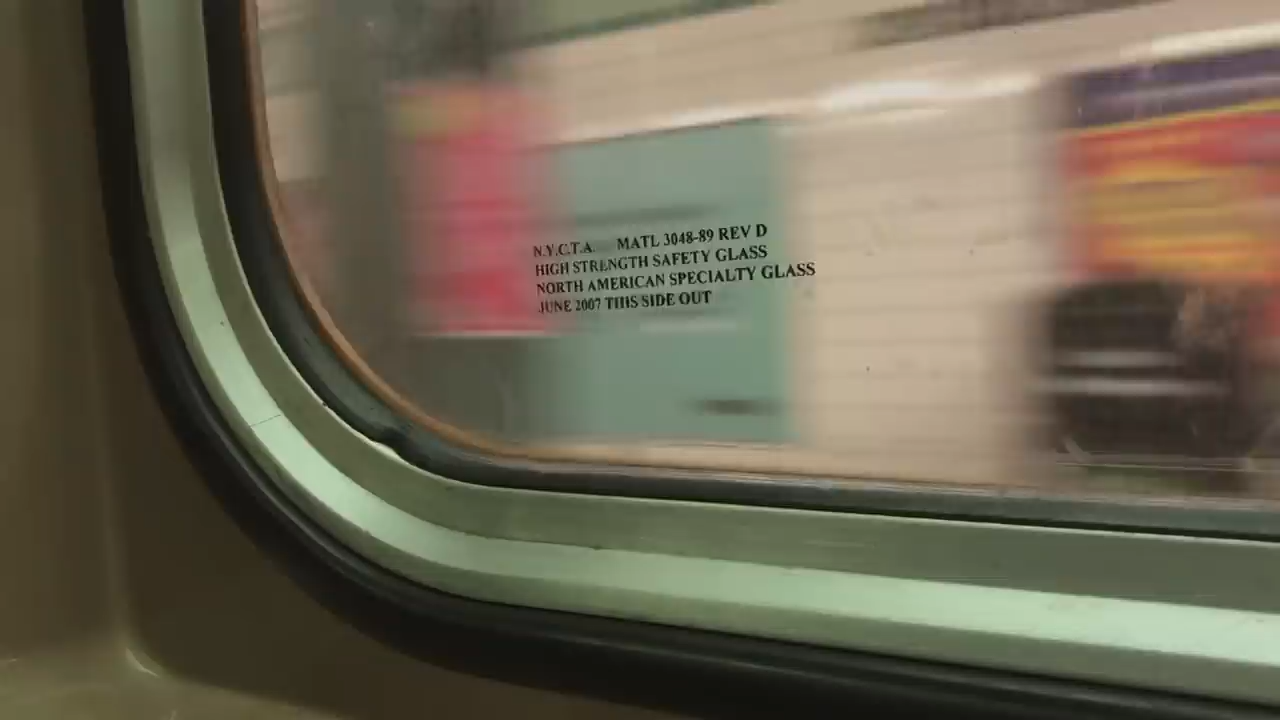 N.Y.C.T.A. MATL 3048-89 REV D
HIGH STRENGTH SAFETY GLASS
NORTH AMERICAN SPECIALTY GLASS
JUNE 2007 THIS SIDE OUT